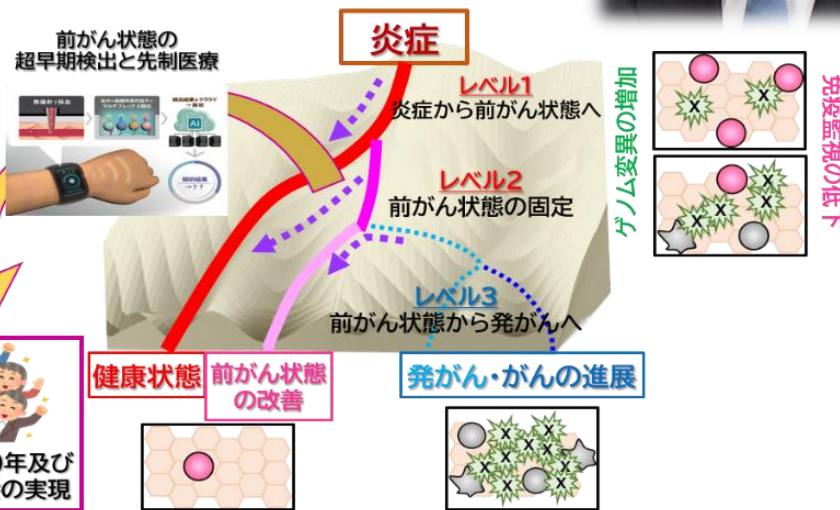 前がん状態の
超早期検出と先制医療
AI
炎症
レベル1
炎症から前がん状態へ
レベル2
前がん状態の固定
レベル3
前がん状態から発がんへ
ゲノム変異の増加
免疫監視の低下
X
X
X
X
X
X
健康状態
前がん状態
の改善
発がん・がんの進展
年及び
の実現
X
X
X
X
X
X
X
X